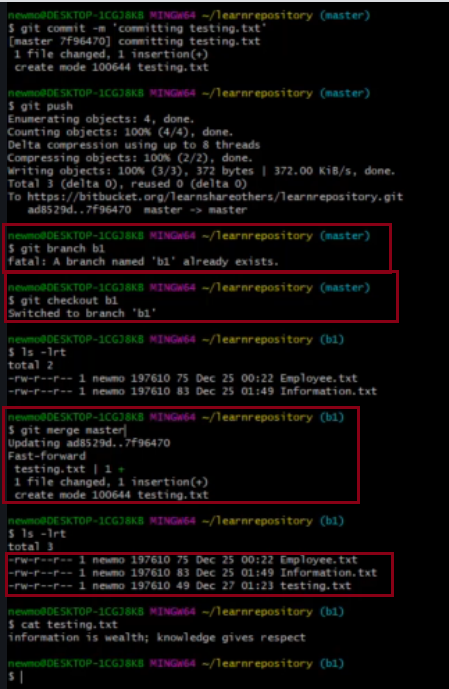 newmo@DESKTOP-1CGJ8KB MINGW64 ~/learnrepository (master)
$ git commit -m 'committing testing.txt'
[master 7f96470] committing testing.txt
1 file changed, 1 insertion(+)
create mode 100644 testing.txt
newmo@DESKTOP-1CGJ8KB MINGW64 ~/learnrepository (master)
$ git push
Enumerating objects: 4, done.
Counting objects: 100% (4/4), done.
Delta compression using up to 8 threads
Compressing objects: 100% (2/2), done.
Writing objects: 100% (3/3), 372 bytes | 372.00 KiB/s, done.
Total 3 (delta 0), reused 0 (delta 0)
To https://bitbucket.org/learnshareothers/learnrepository.git
ad8529d..7f96470  master -> master
newmo@DESKTOP-1CGJ8KB MINGW64 ~/learnrepository (master)
$ git branch b1
fatal: A branch named 'b1' already exists.
newmo@DESKTOP-1CGJ8KB MINGW64 ~/learnrepository (master)
$ git checkout b1
Switched to branch 'b1'
newmo@DESKTOP-1CGJ8KB MINGW64 ~/learnrepository (b1)
$ ls -lrt
total 2
-rw-r--r-- 1 newmo 197610 75 Dec 25 00:22 Employee.txt
-rw-r--r-- 1 newmo 197610 83 Dec 25 01:49 Information.txt
newmo@DESKTOP-1CGJ8KB MINGW64 ~/learnrepository (b1)
$ git merge master
Updating ad8529d..7f96470
Fast-forward
testing.txt | 1 +
1 file changed, 1 insertion(+)
create mode 100644 testing.txt
newmo@DESKTOP-1CGJ8KB MINGW64 ~/learnrepository (b1)
$ ls -lrt
total 3
-rw-r--r-- 1 newmo 197610 75 Dec 25 00:22 Employee.txt
-rw-r--r-- 1 newmo 197610 83 Dec 25 01:49 Information.txt
-rw-r--r-- 1 newmo 197610 49 Dec 27 01:23 testing.txt
newmo@DESKTOP-1CGJ8KB MINGW64 ~/learnrepository (b1)
$ cat testing.txt
information is wealth; knowledge gives respect
newmo@DESKTOP-1CGJ8KB MINGW64 ~/learnrepository (b1)
$